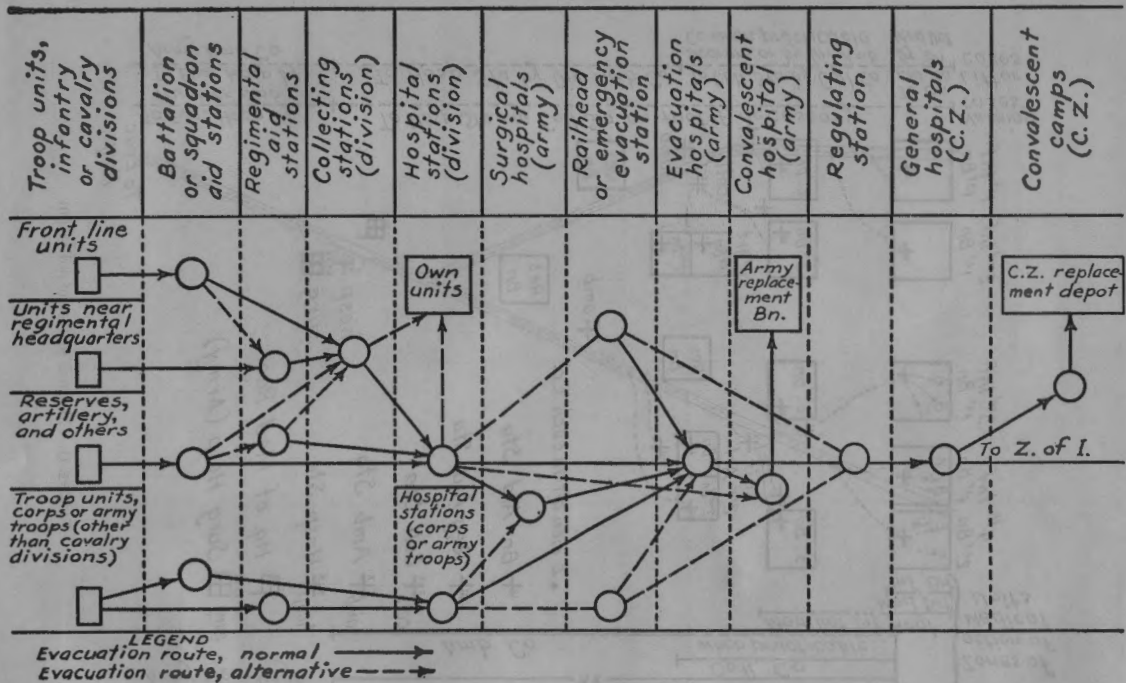 Troop units,
infantry
or cavalry
divisions
Battalion
or squadron
aid stations
Regimental
aid
stations
Collecting
stations
(division)
Hospital
stations,
(division)
Surgical
hospitals
(army)
Railhead
or emergency
evacuation
station
Evacuation
hospitals
(army)
Convalescent
hospital
(army)
Regulating
station
General
hospitals
(C.Z.)
Convalescent
camps
(C.Z.)
Front line
units
Units near
regimental
headquarters
Reserves,
artillery,
and others
Troop units,
corps or army
troops (other
than cavalry
divisions)
Own
units
Hospital
stations
(corps
or army
troops)
Army
replace-
ment
Bn.
C.Z. replace-
ment depot
To Z. of I.
LEGEND
Evacuation route, normal
Evacuation route, alternative